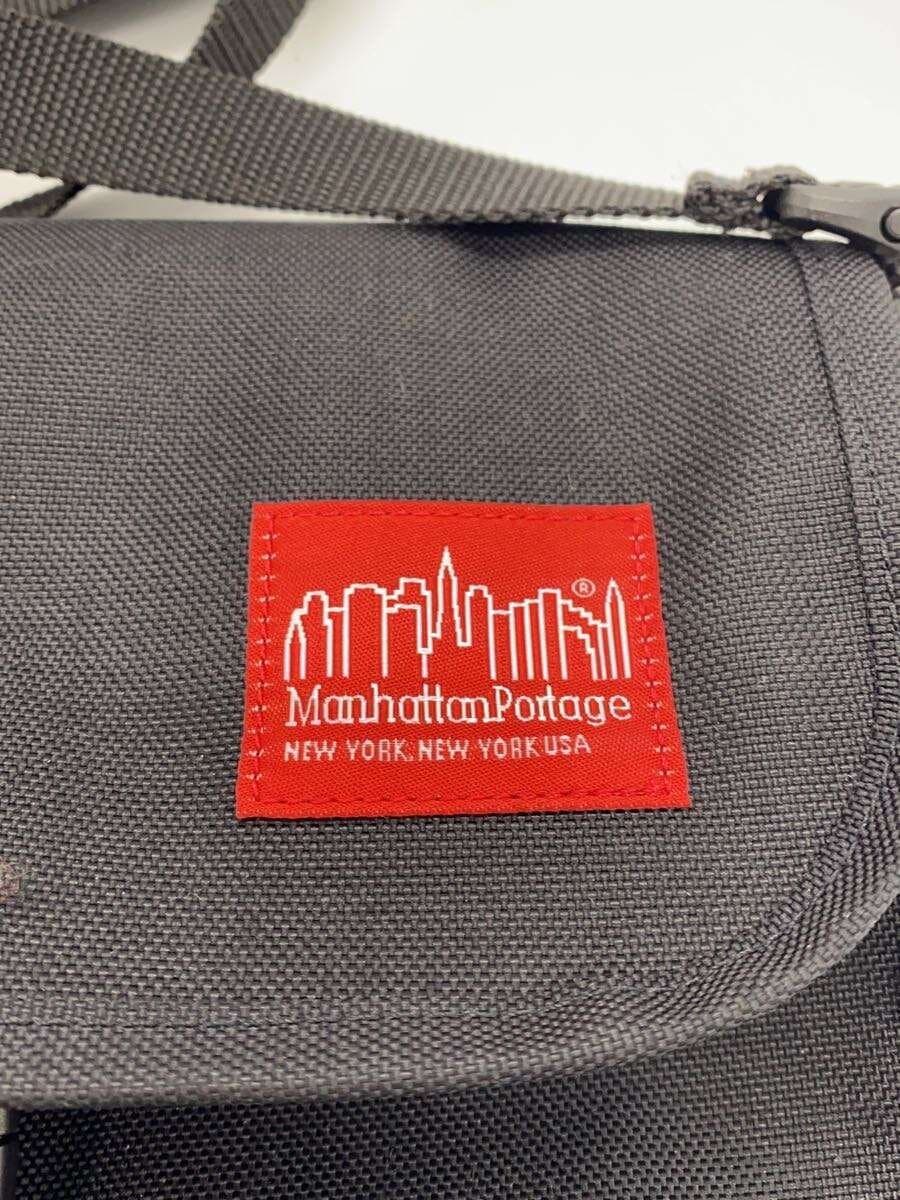 ®
ManhattanPortage
NEW YORK, NEW YORK USA